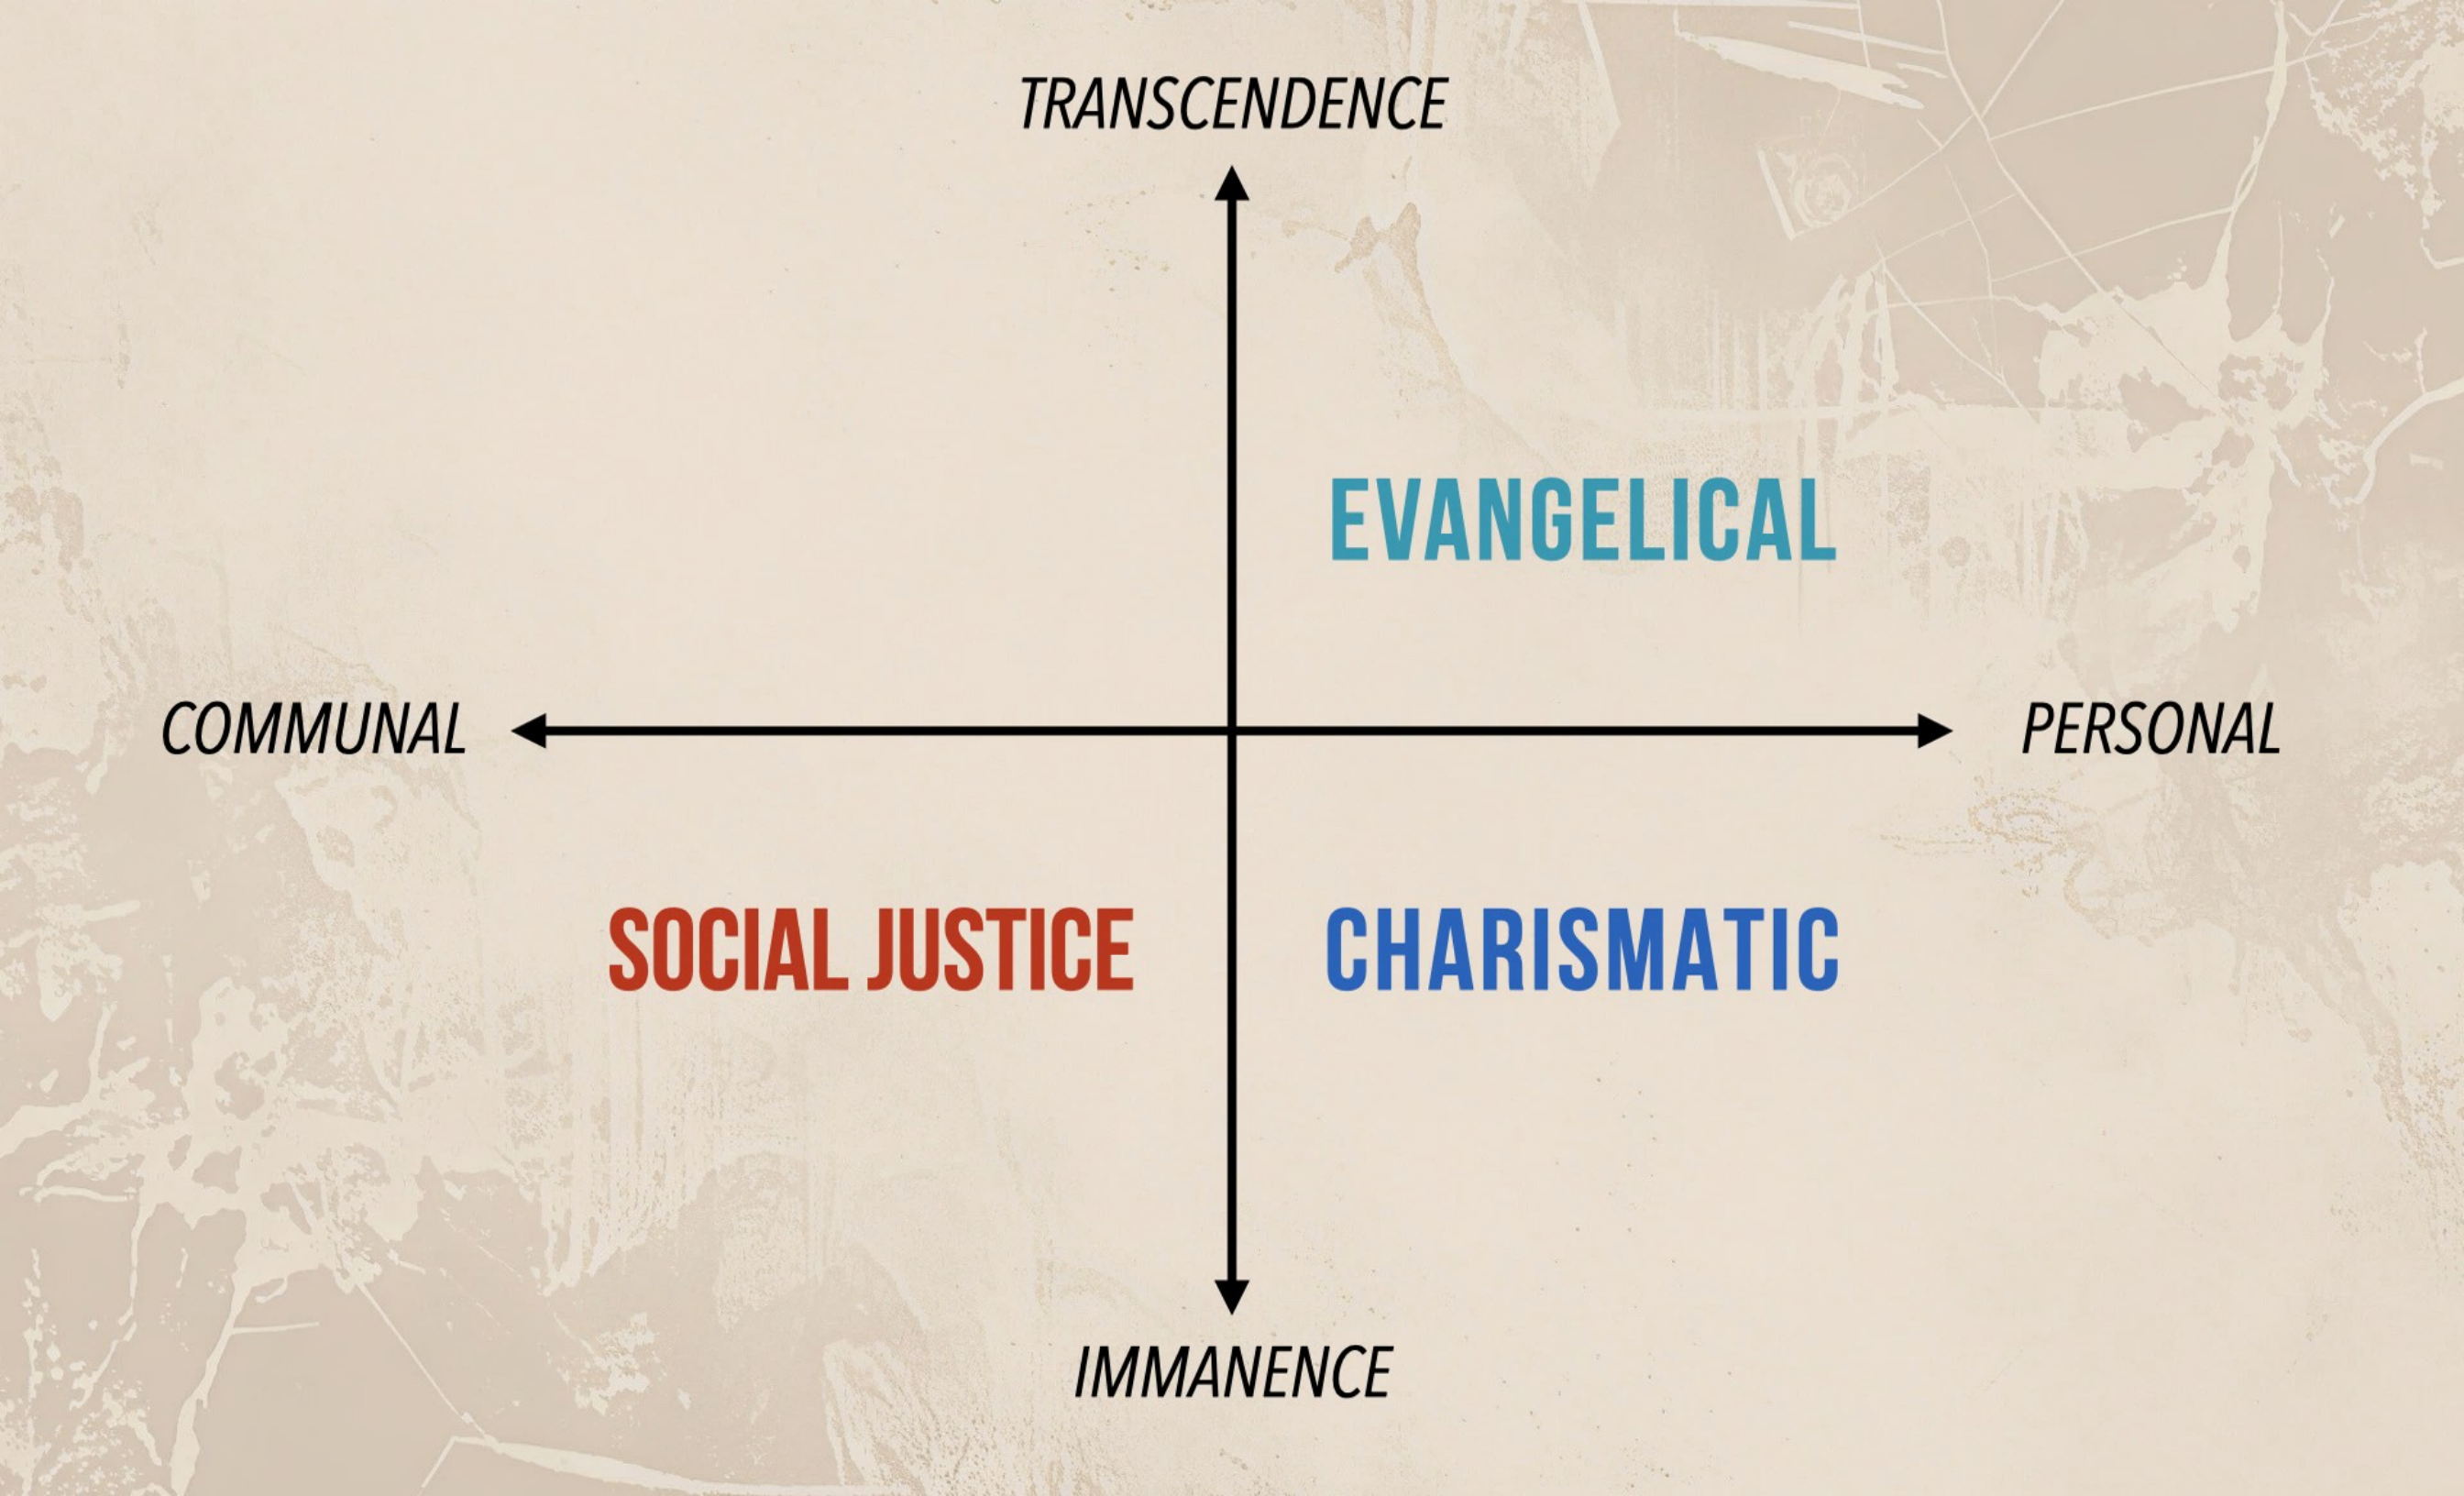 TRANSCENDENCE
EVANGELICAL
COMMUNAL
PERSONAL
SOCIAL JUSTICE
CHARISMATIC
IMMANENCE